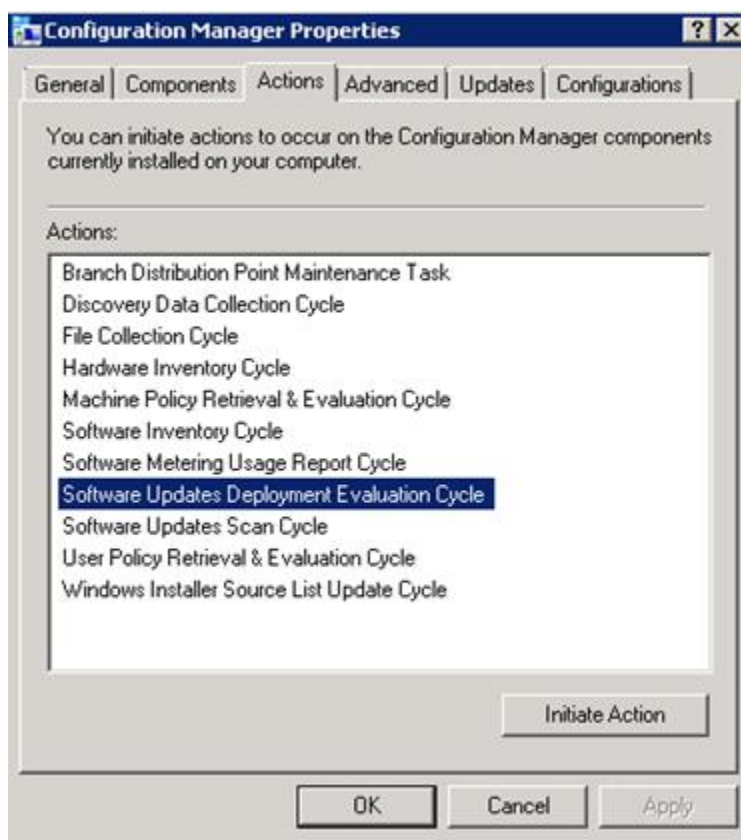 Configuration Manager Properties
General Components Actions Advanced Updates Configurations
You can initiate actions to occur on the Configuration Manager components
currently installed on your computer.
Actions:
Branch Distribution Point Maintenance Task
Discovery Data Collection Cycle
File Collection Cycle
Hardware Inventory Cycle
Machine Policy Retrieval & Evaluation Cycle
Software Inventory Cycle
Software Metering Usage Report Cycle
Software Updates Deployment Evaluation Cycle
Software Updates Scan Cycle
User Policy Retrieval & Evaluation Cycle
Windows Installer Source List Update Cycle
Initiate Action
OK Cancel Apply